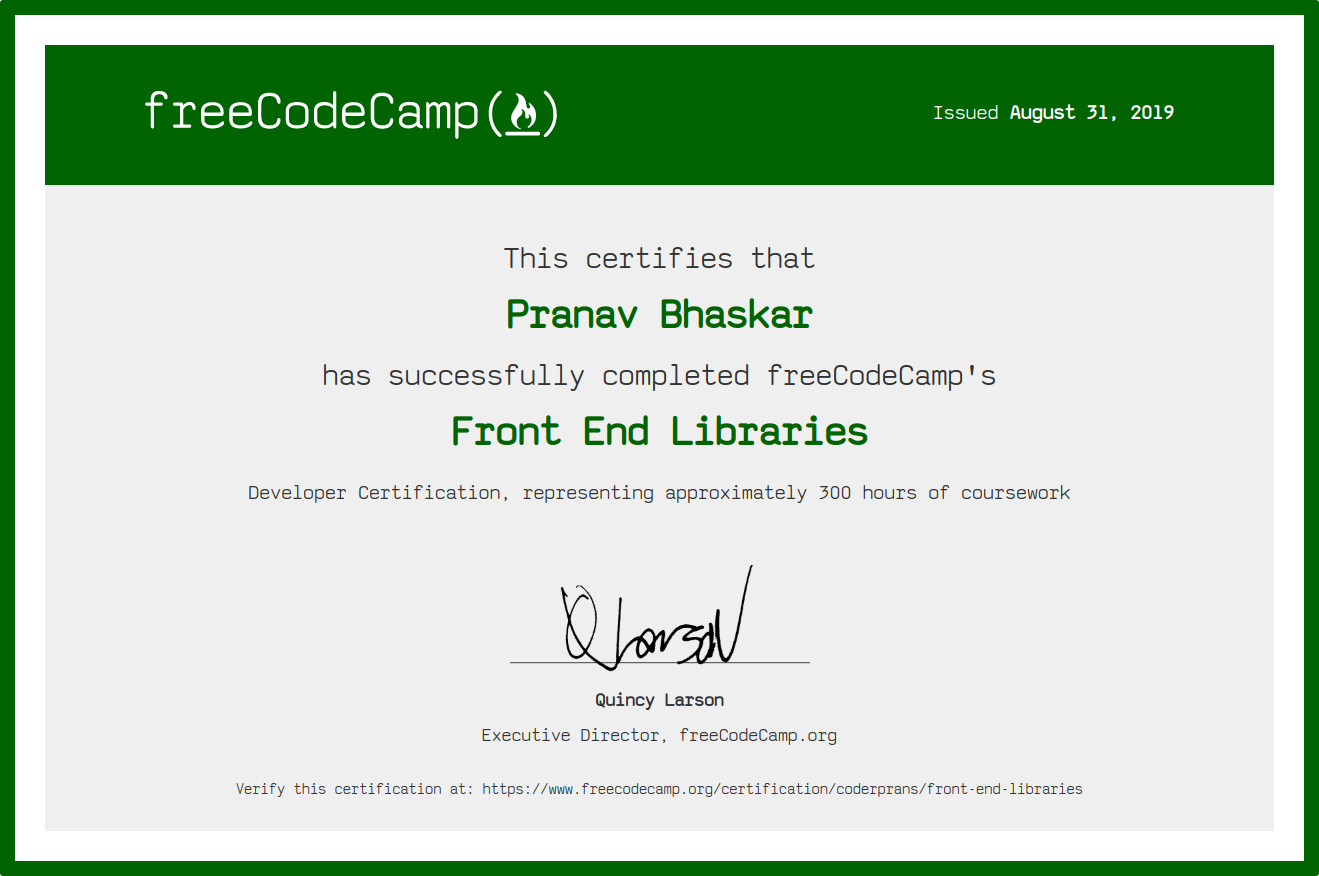 freeCodeCamp(🔥)
Issued August 31, 2019
This certifies that
Pranav Bhaskar
has successfully completed freeCodeCamp's
Front End Libraries
Developer Certification, representing approximately 300 hours of coursework
Q Larson
Quincy Larson
Executive Director, freeCodeCamp.org
Verify this certification at: https://www.freecodecamp.org/certification/coderprans/front-end-libraries